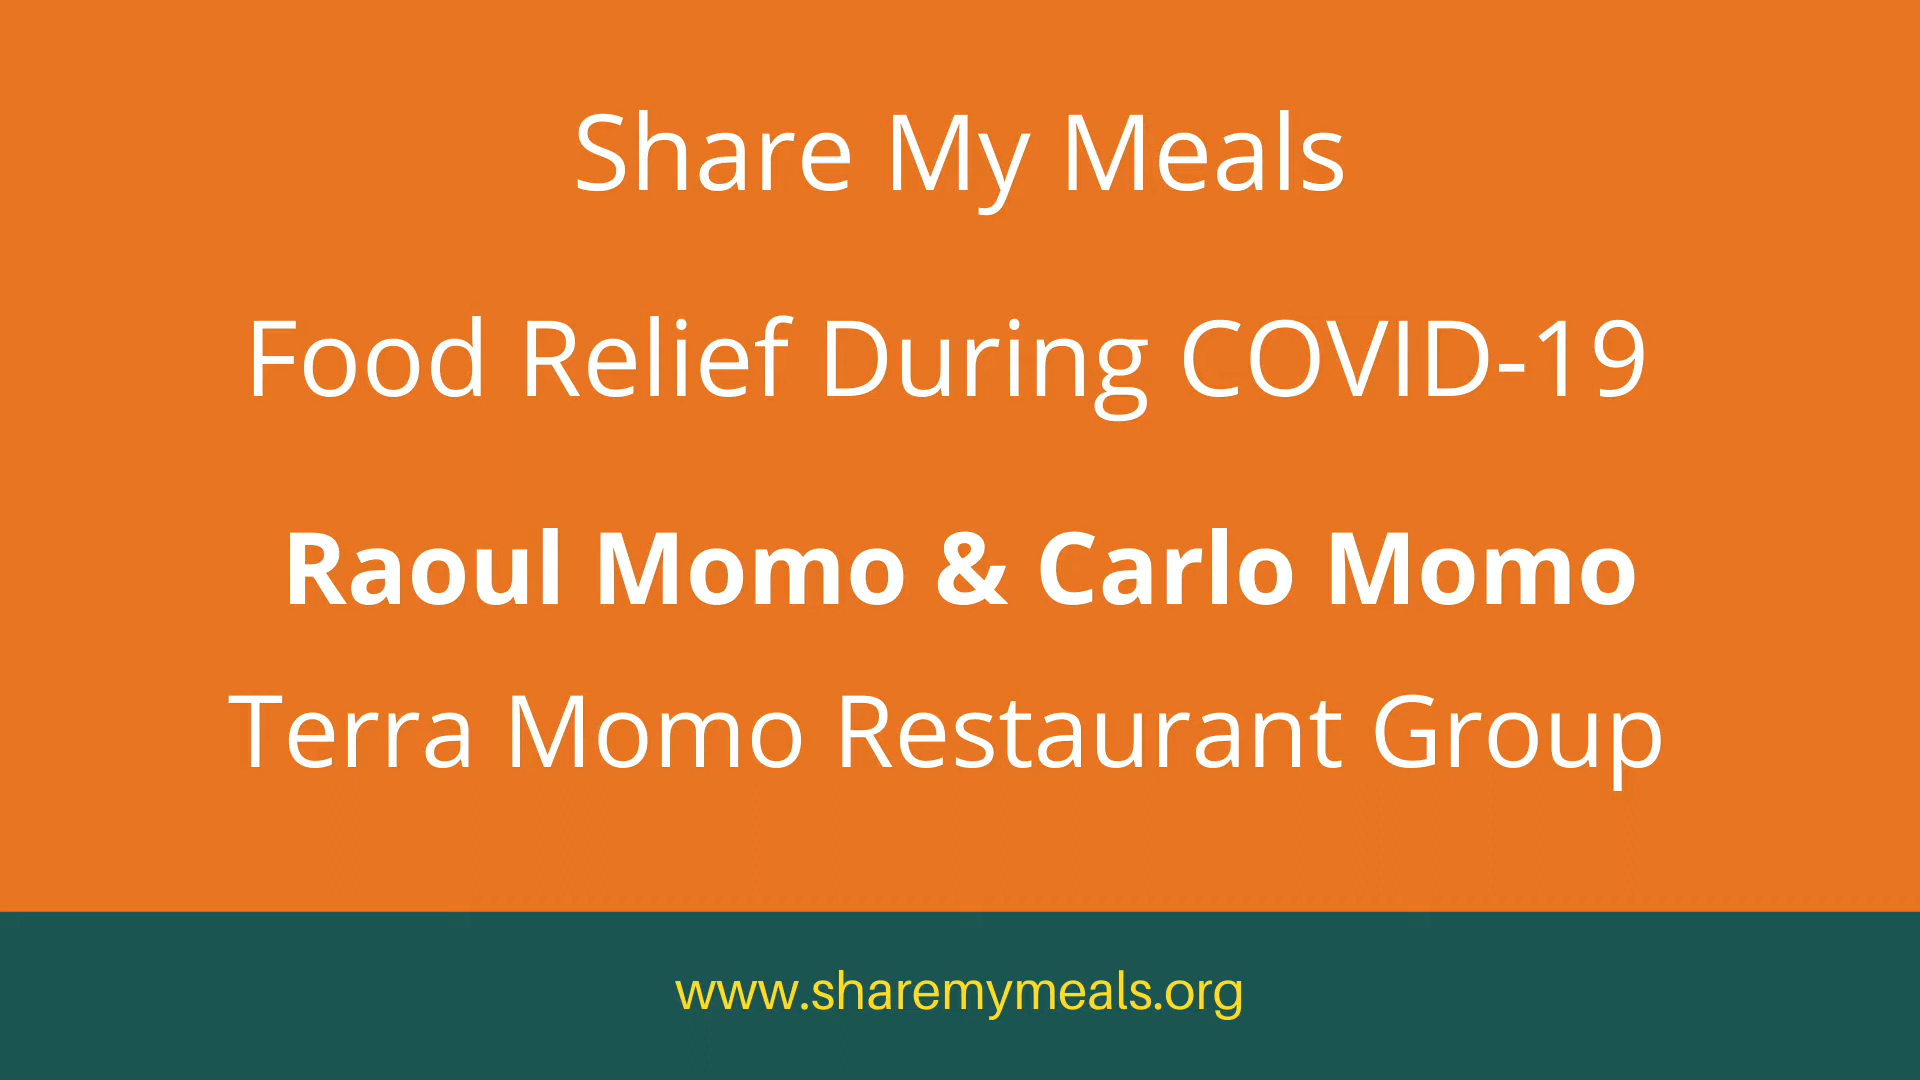 Share My Meals
Food Relief During COVID-19
Raoul Momo & Carlo Momo
Terra Momo Restaurant Group
www.sharemymeals.org